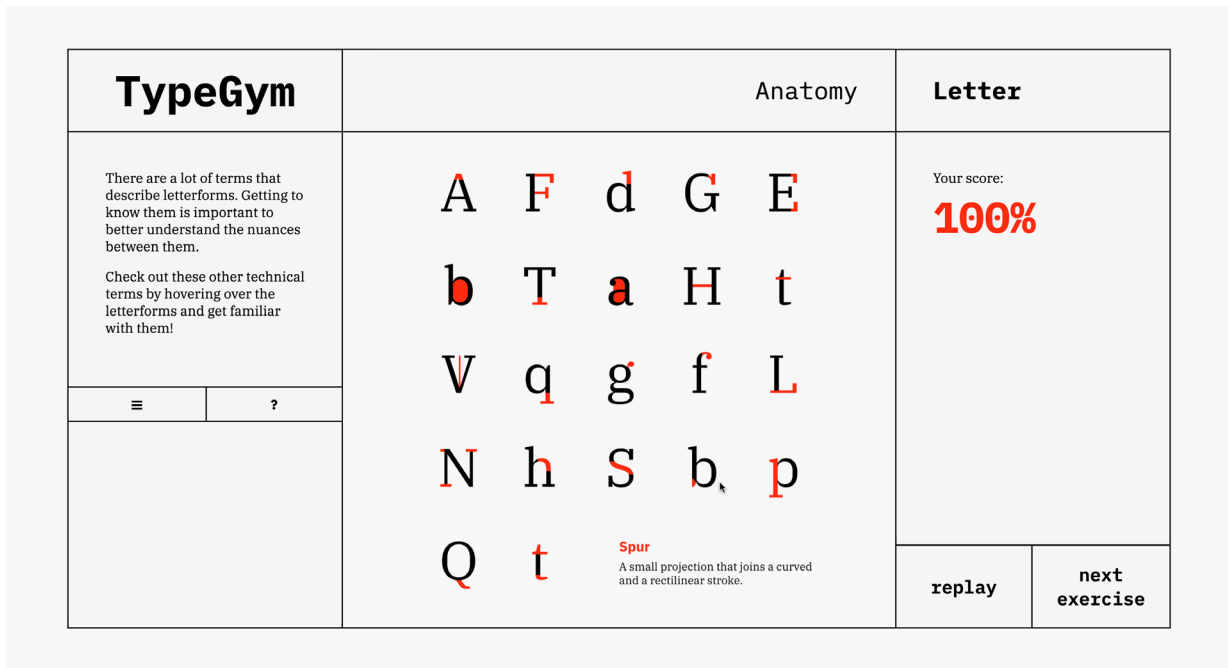 TypeGym
Anatomy
Letter
There are a lot of terms that
describe letterforms. Getting to
know them is important to
better understand the nuances
between them.
Check out these other technical
terms by hovering over the
letterforms and get familiar
with them!
≡
?
A F d G E
b T a H t
V q g f L
N h S b p
Q t
Spur
A small projection that joins a curved
and a rectilinear stroke.
Your score:
100%
replay
next
exercise